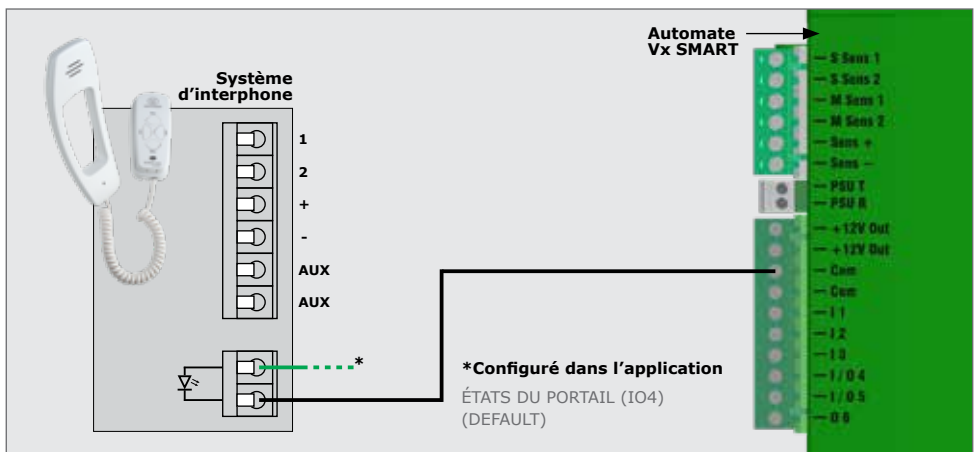 Automate
Vx SMART
Système
d’interphone
1
2
+
-
AUX
AUX
S Sens 1
S Sens 2
M Sens 1
M Sens 2
Sens +
Sens –
PSU T
PSU R
+12V Out
+12V Out
Com
Com
I 1
I 2
I 3
I / O 4
I / O 5
O 6
*
*Configuré dans l’application
ÉTATS DU PORTAIL (IO4)
(DEFAULT)